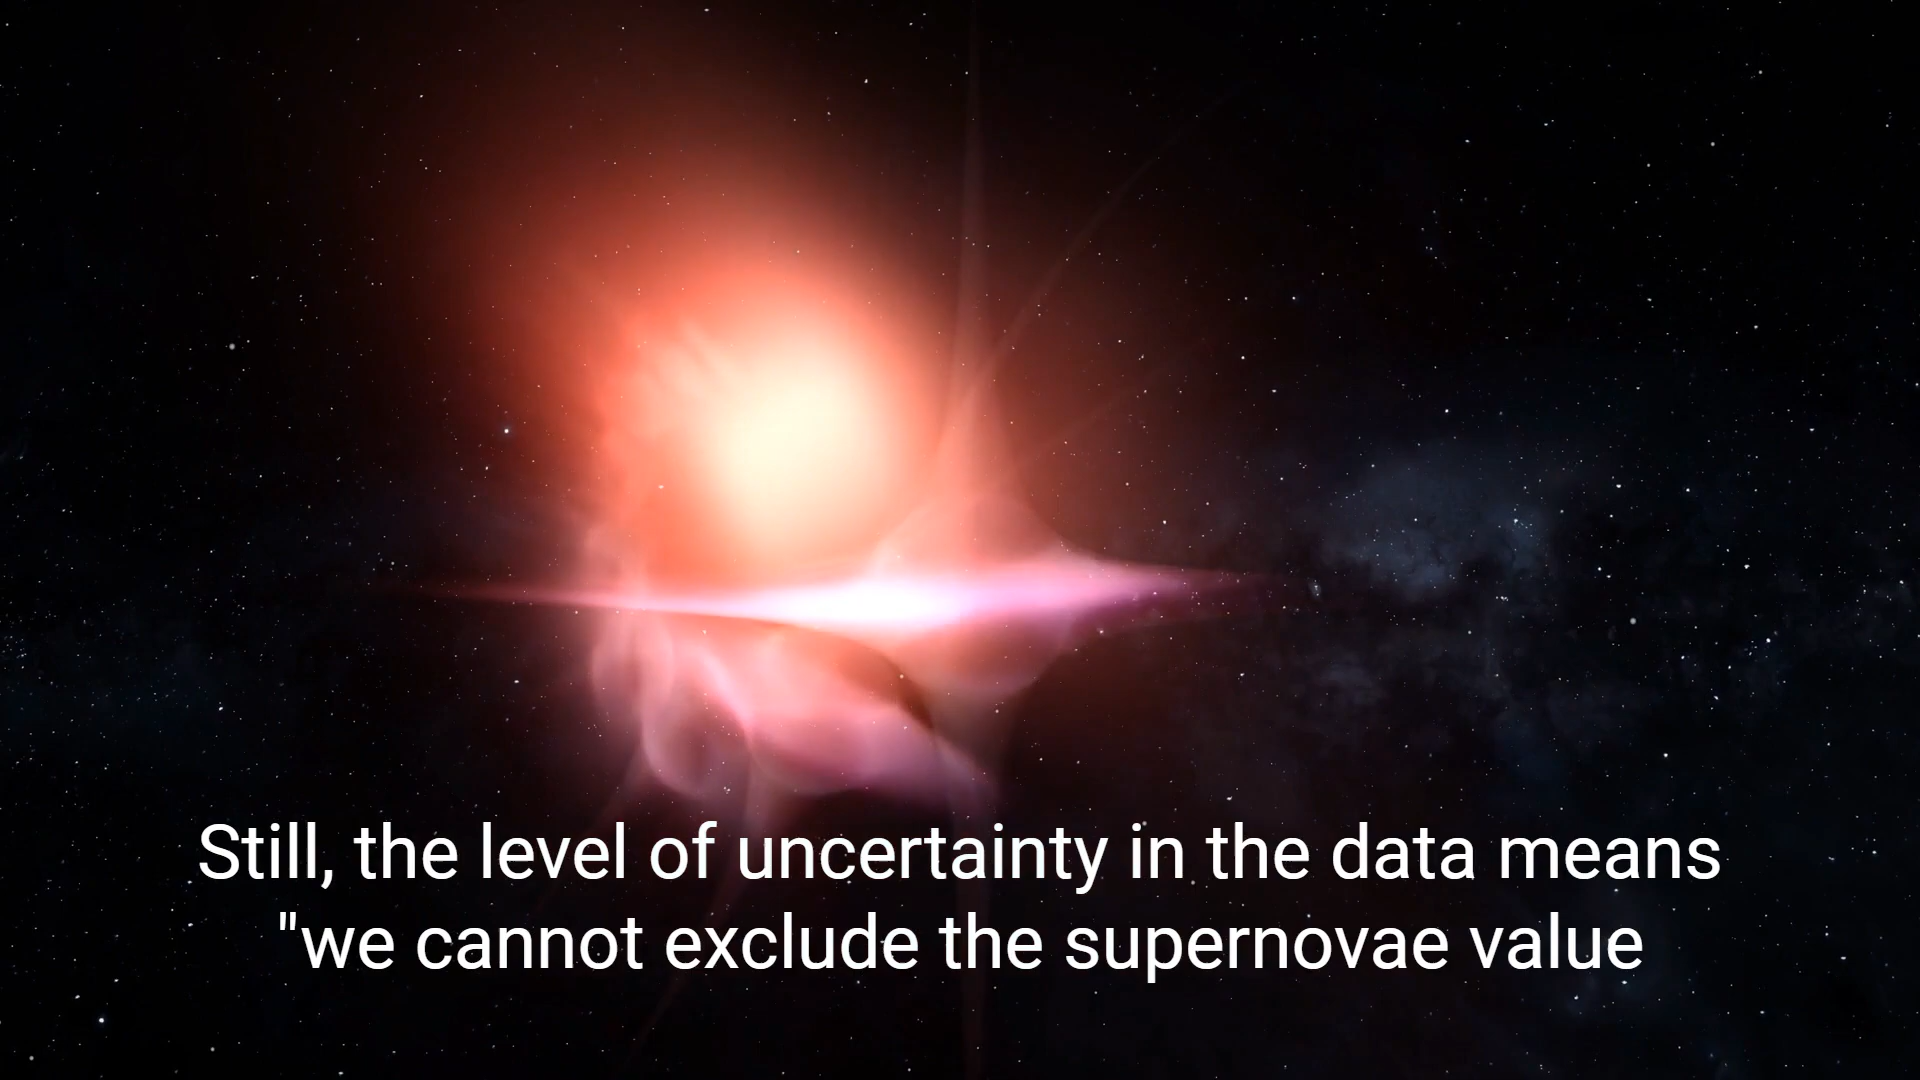 Still, the level of uncertainty in the data means
"we cannot exclude the supernovae value